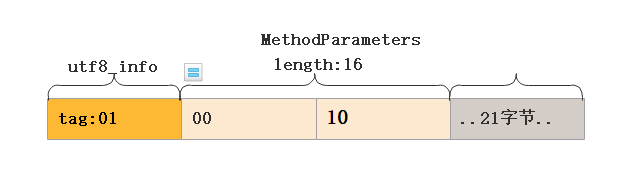 MethodParameters
utf8_info
length:16
tag:01
00
10
..21字节..